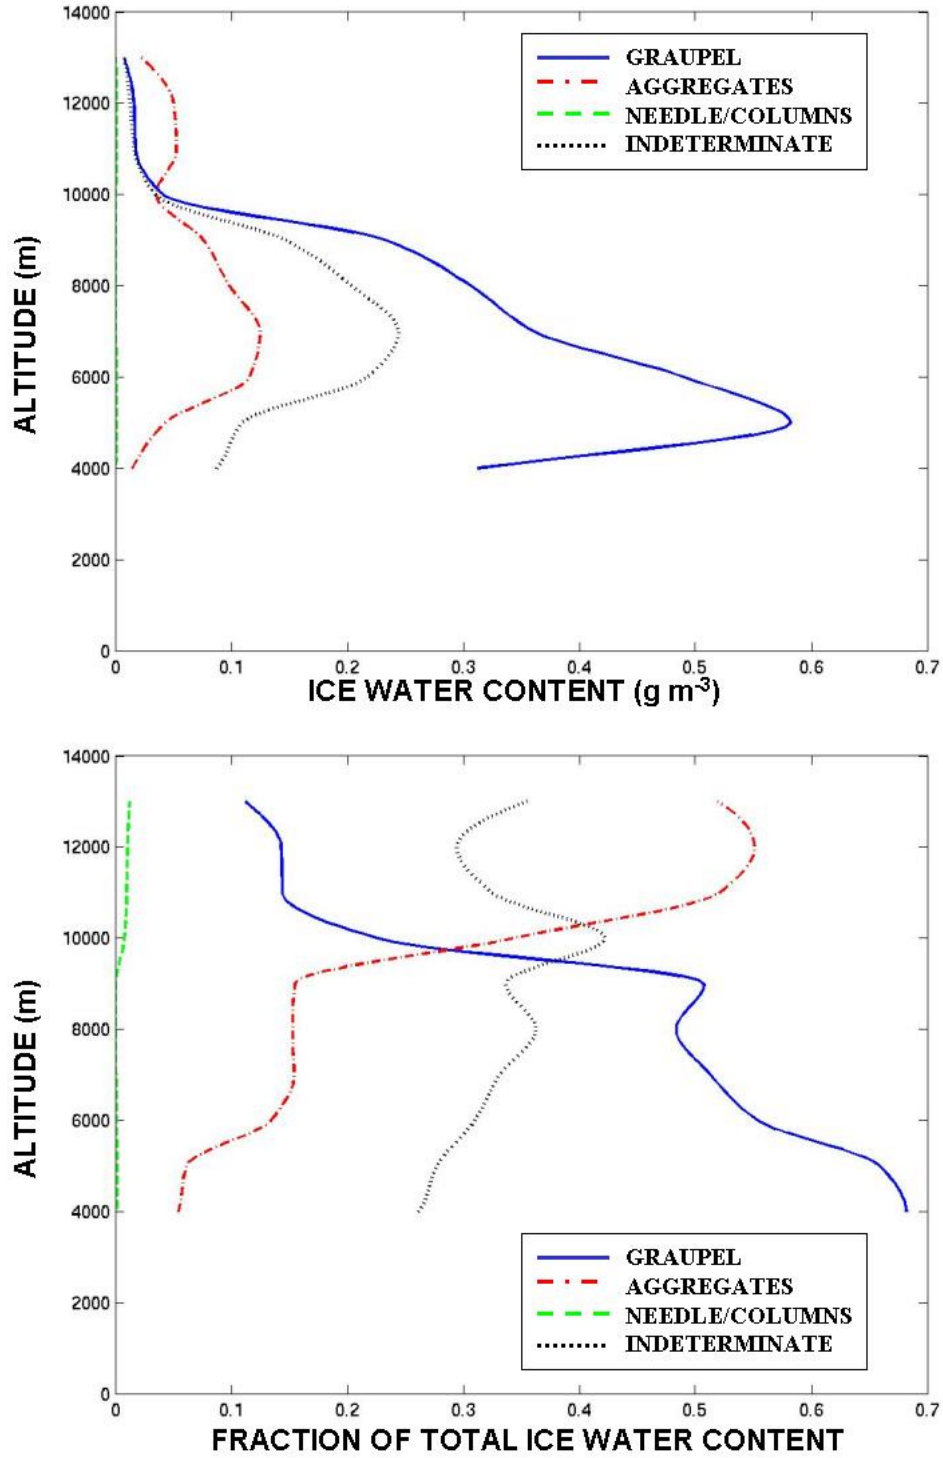 14000
12000
10000
8000
6000
4000
2000
0
ALTITUDE (m)
GRAUPEL
AGGREGATES
NEEDLE/COLUMNS
INDETERMINATE
0 0.1 0.2 0.3 0.4 0.5 0.6 0.7
ICE WATER CONTENT (g m-3)
14000
12000
10000
8000
6000
4000
2000
0
ALTITUDE (m)
GRAUPEL
AGGREGATES
NEEDLE/COLUMNS
INDETERMINATE
0 0.1 0.2 0.3 0.4 0.5 0.6 0.7
FRACTION OF TOTAL ICE WATER CONTENT